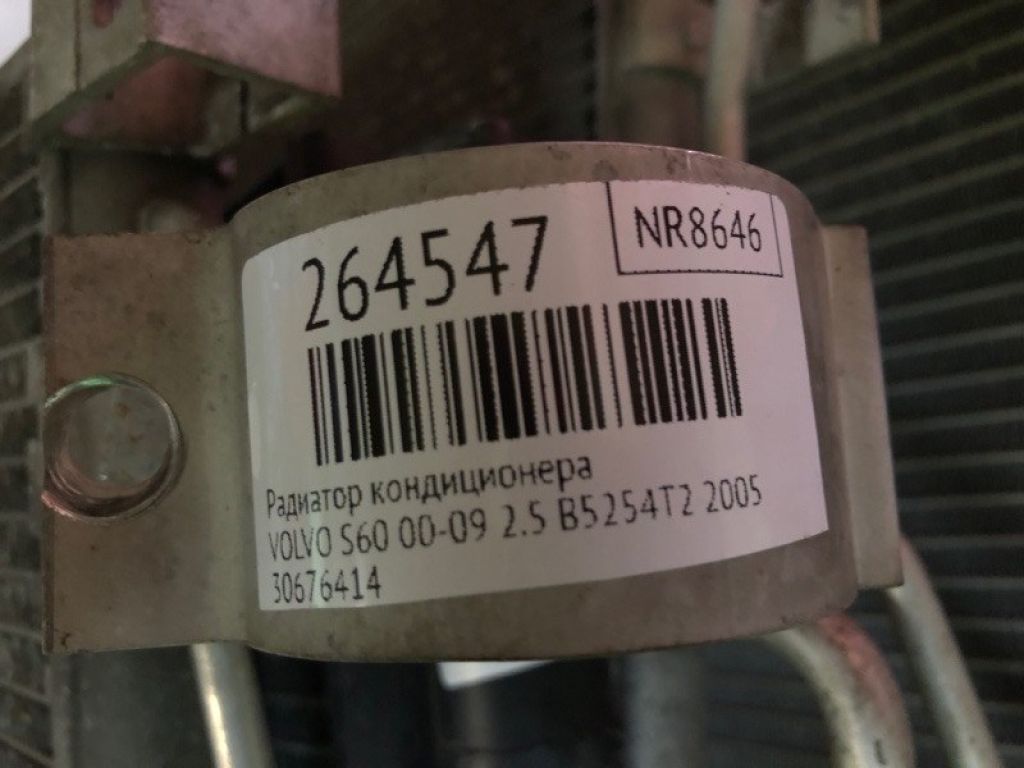 264547
NR8646
Радиатор кондиционера
VOLVO S60 00-09 2.5 B5254T2 2005
30676414